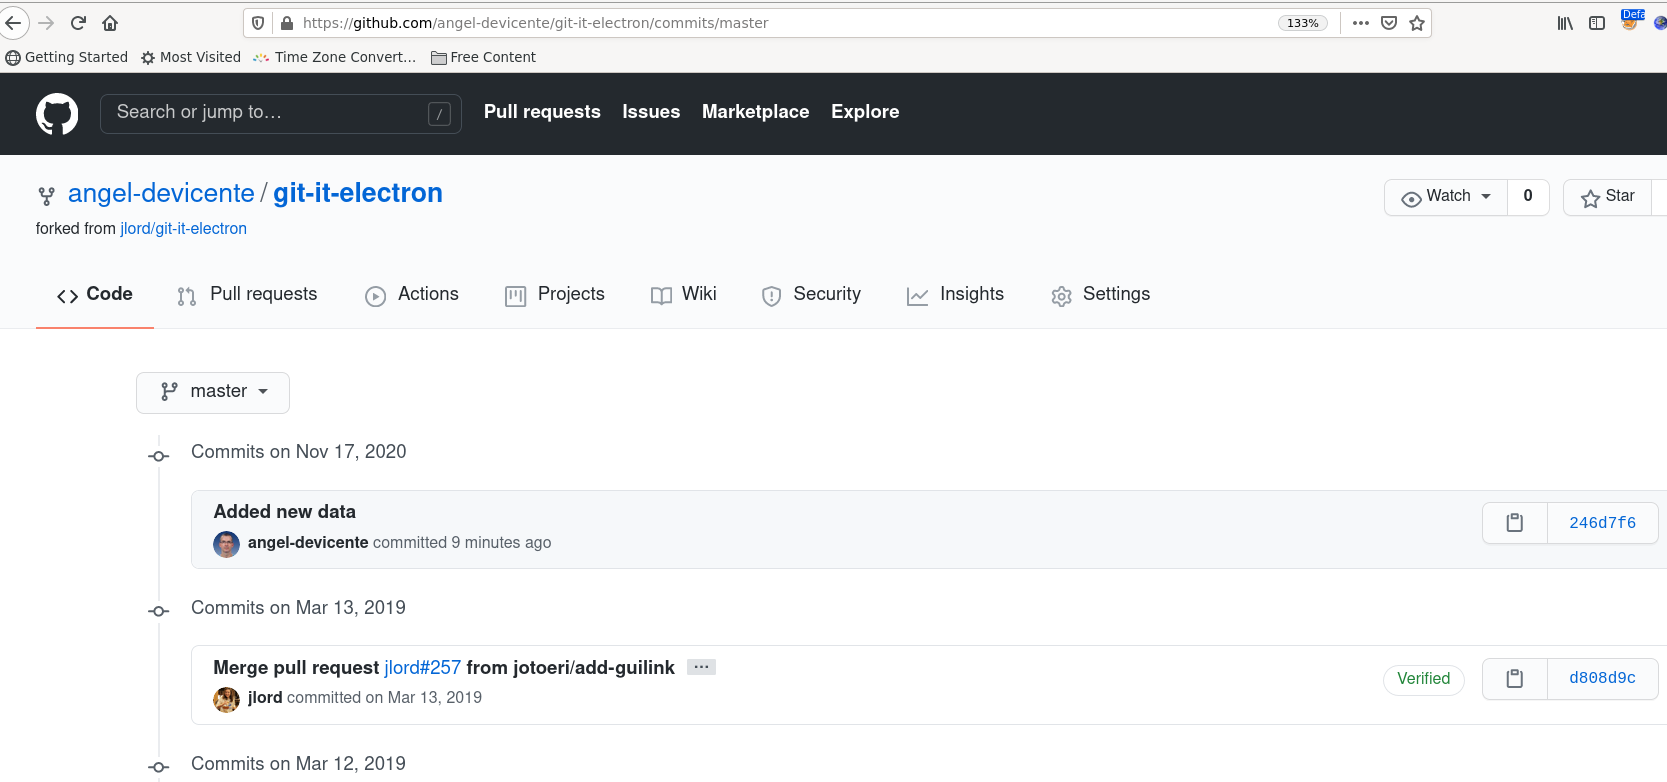 https://github.com/angel-devicente/git-it-electron/commits/master 133%
Getting Started Most Visited Time Zone Convert… Free Content
Search or jump to… / Pull requests Issues Marketplace Explore
angel-devicente / git-it-electron Watch 0 Star
forked from jlord/git-it-electron
Code Pull requests Actions Projects Wiki Security Insights Settings
master
Commits on Nov 17, 2020
Added new data
angel-devicente committed 9 minutes ago 246d7f6
Commits on Mar 13, 2019
Merge pull request jlord#257 from jotoeri/add-guilink …
jlord committed on Mar 13, 2019 Verified d808d9c
Commits on Mar 12, 2019